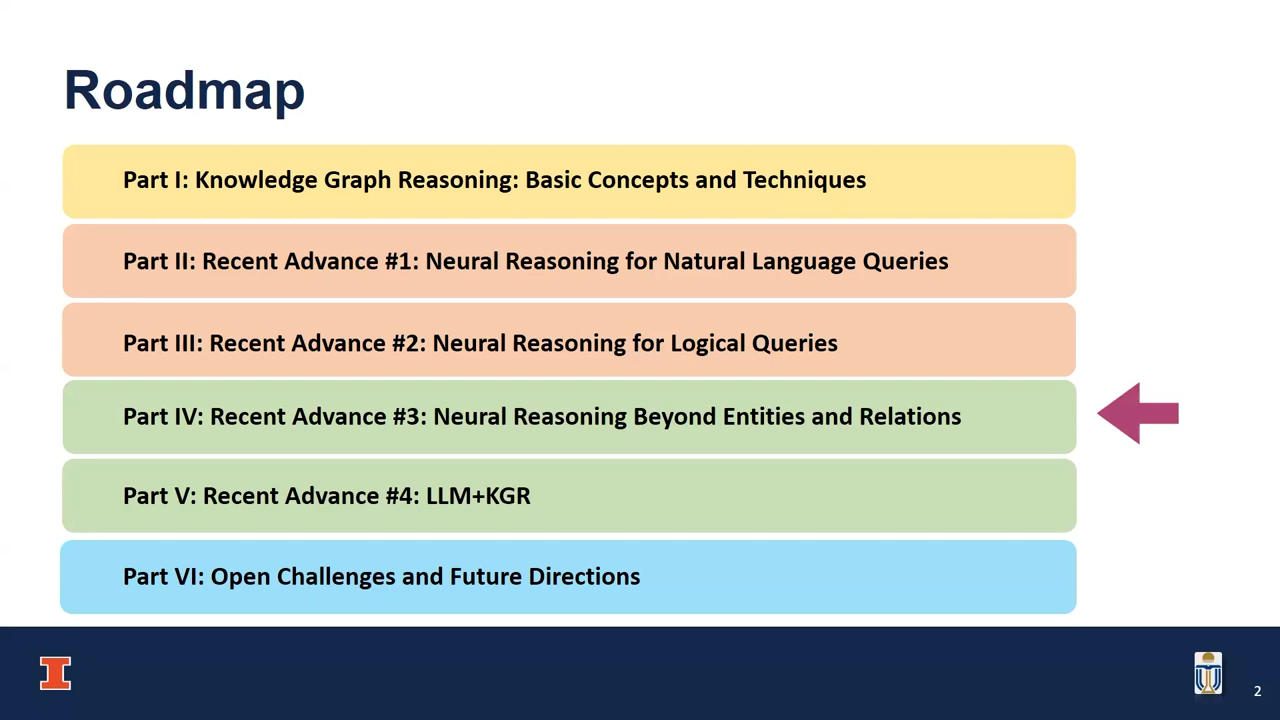 Roadmap
Part I: Knowledge Graph Reasoning: Basic Concepts and Techniques
Part II: Recent Advance #1: Neural Reasoning for Natural Language Queries
Part III: Recent Advance #2: Neural Reasoning for Logical Queries
Part IV: Recent Advance #3: Neural Reasoning Beyond Entities and Relations
Part V: Recent Advance #4: LLM+KGR
Part VI: Open Challenges and Future Directions
2